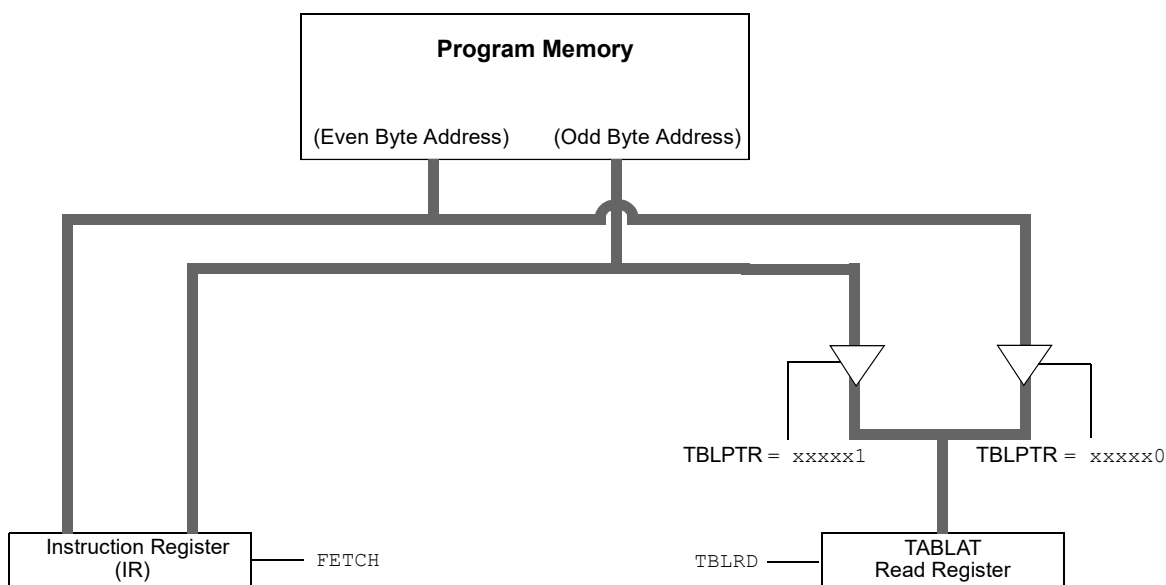 Program Memory
(Even Byte Address) (Odd Byte Address)
TBLPTR = xxxxx1 TBLPTR = xxxxx0
Instruction Register
(IR)
FETCH
TBLRD
TABLAT
Read Register